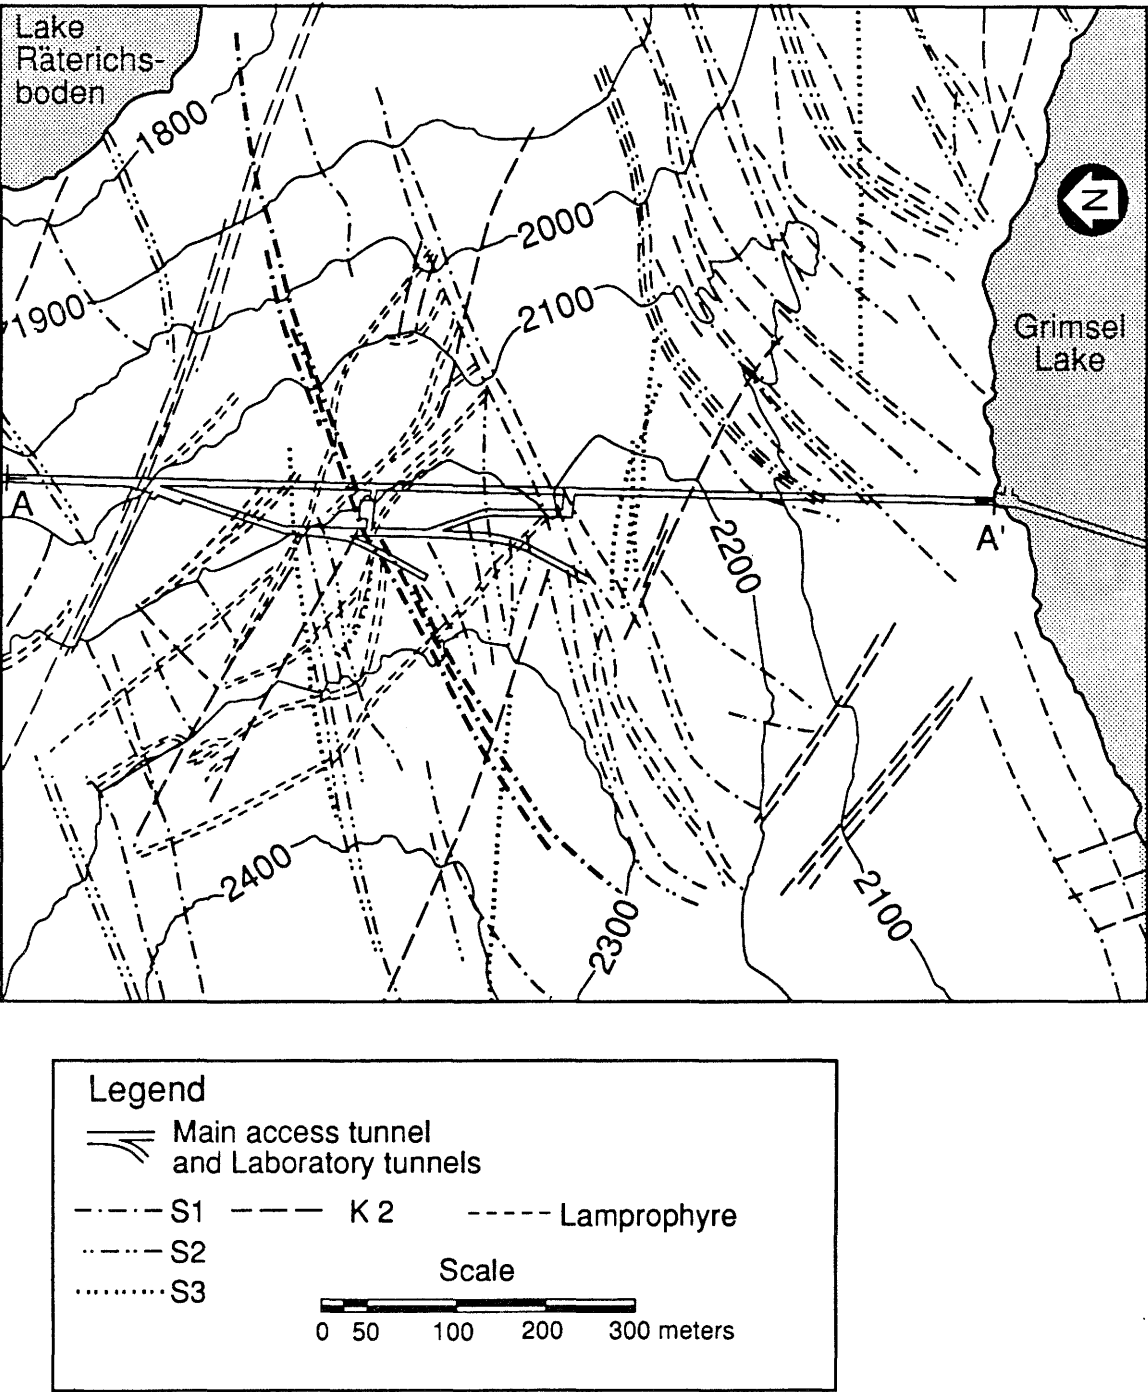 Lake
Räterichs-
boden
1800
N
2000
1900
2100
Grimsel
Lake
A
A'
2200
2400
2300
2100
Legend
Main access tunnel
and Laboratory tunnels
S1 K 2 Lamprophyre
S2
Scale
S3
0 50 100 200 300 meters